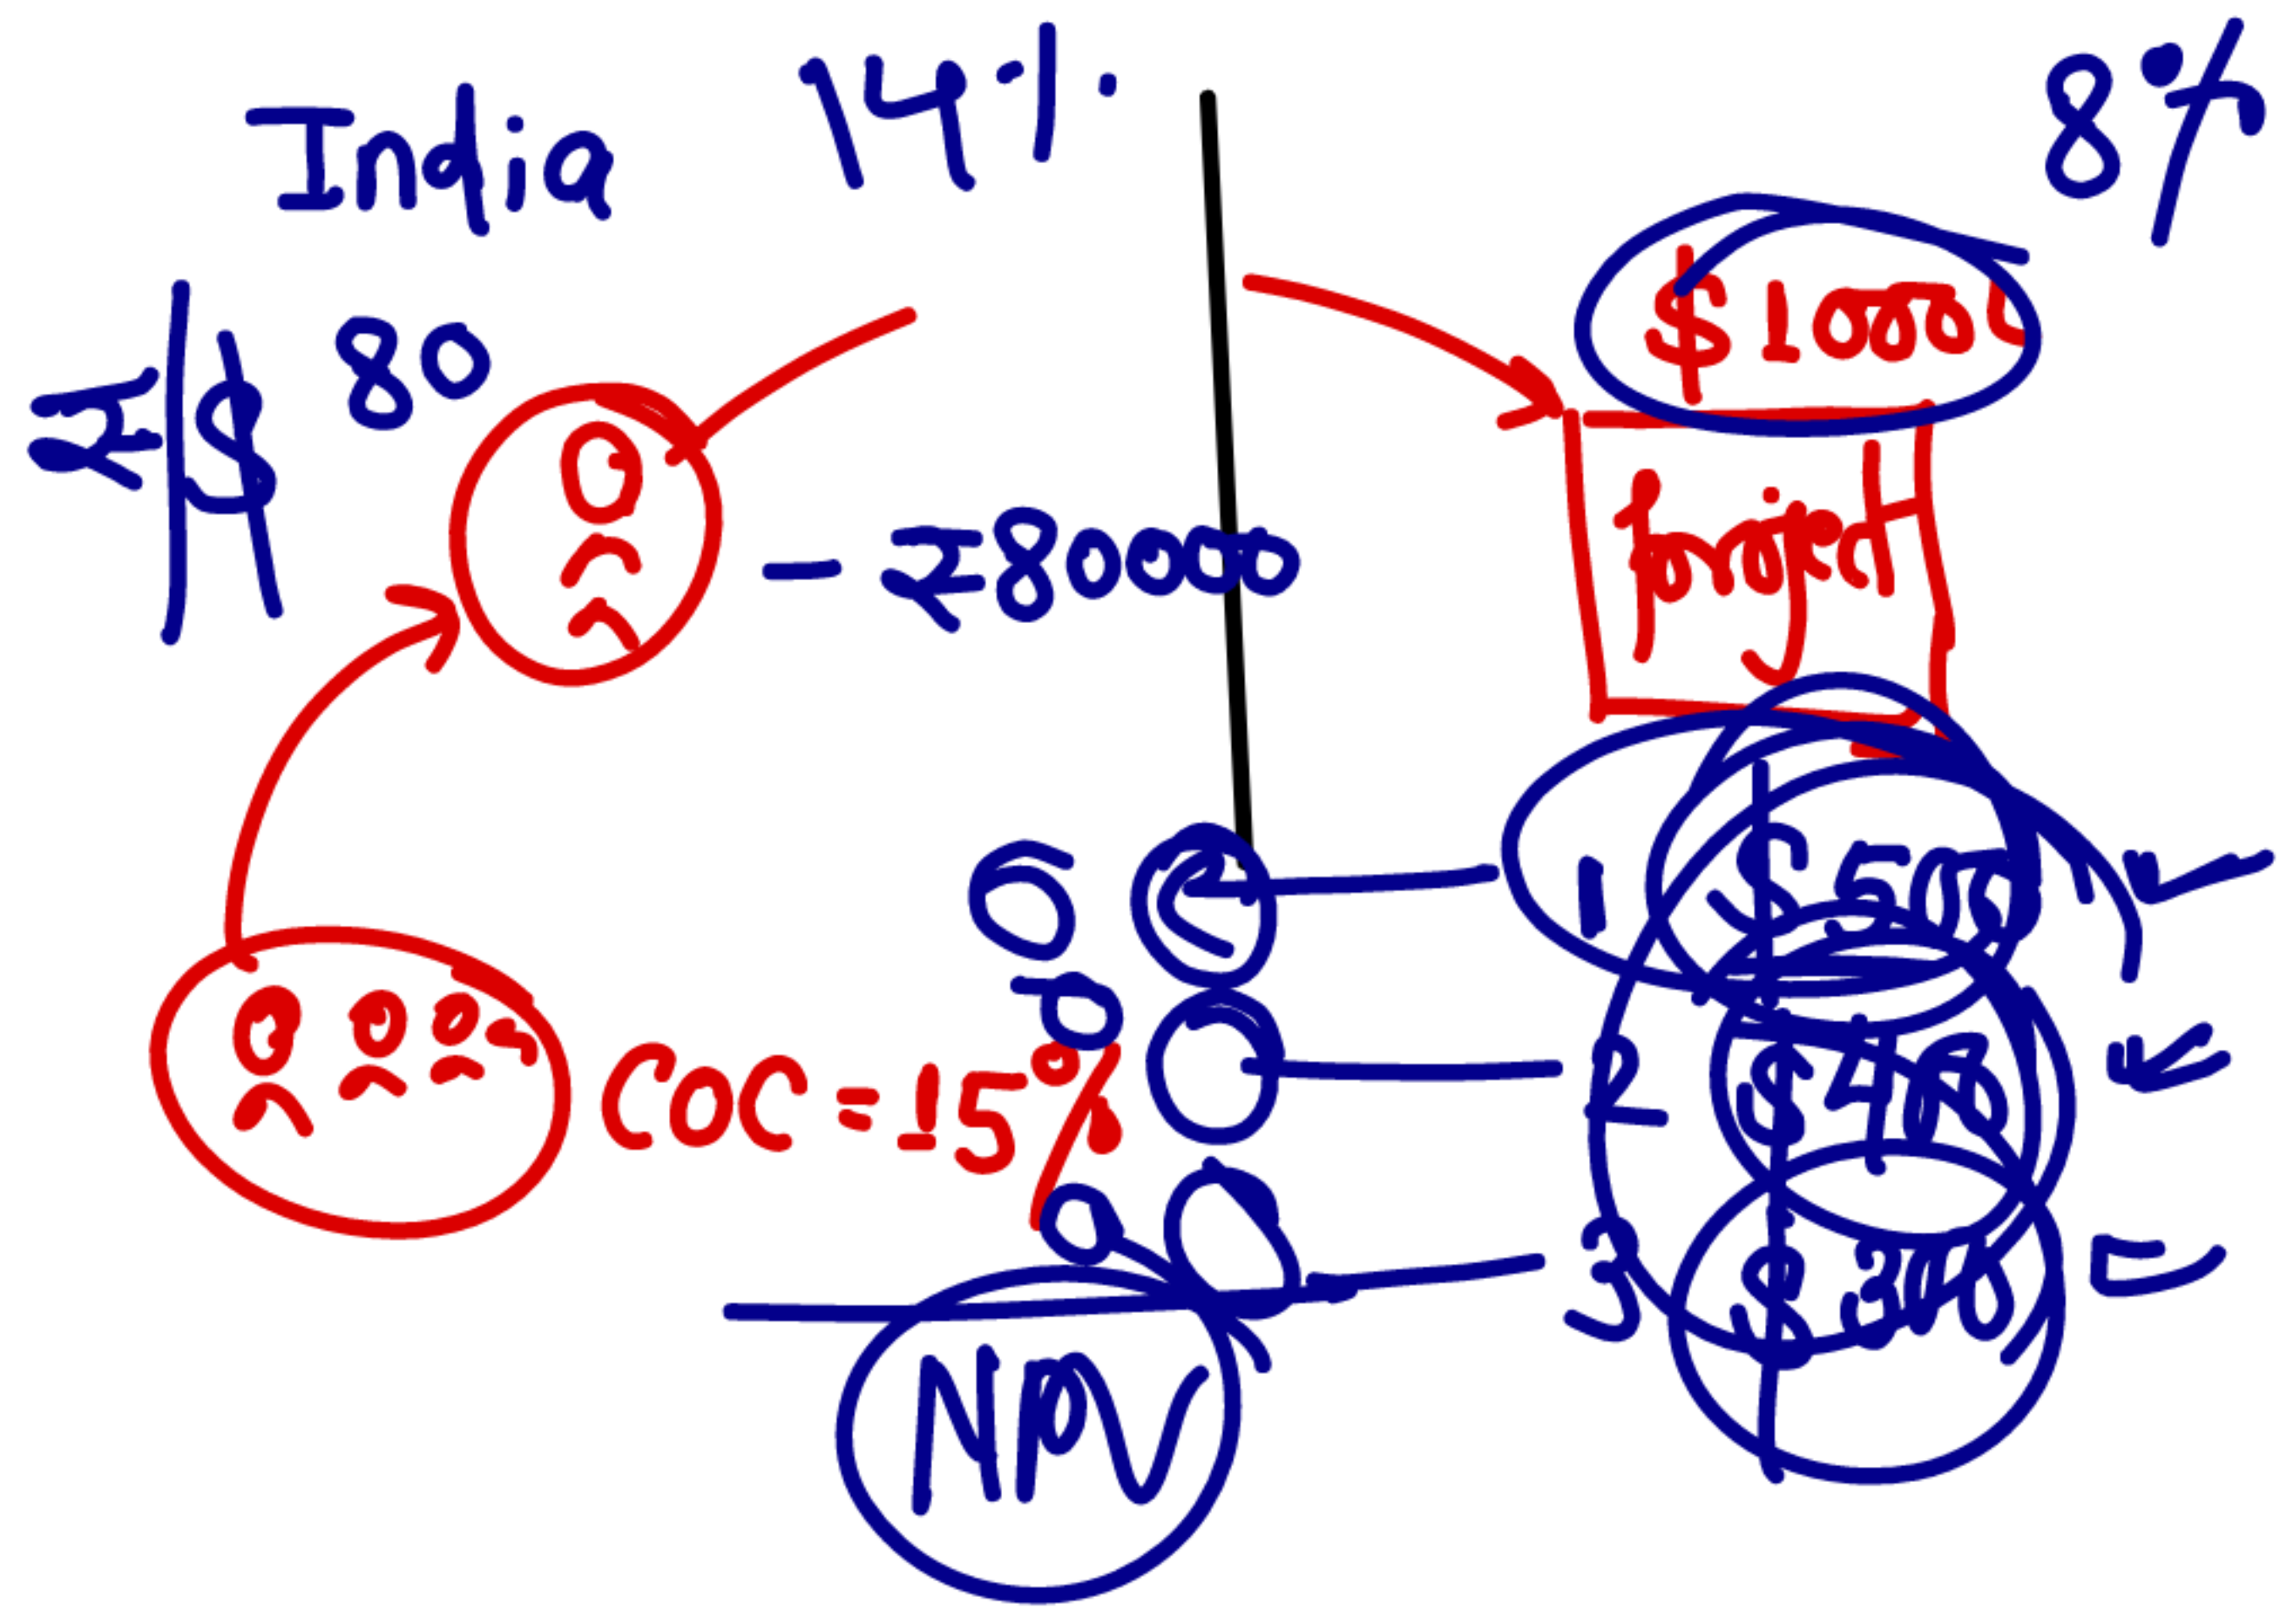 India 14%
8%
₹/$ 80
$1000
project
- ₹80000
1 $500
2 $400
3 $300
COC = 15%
NPV